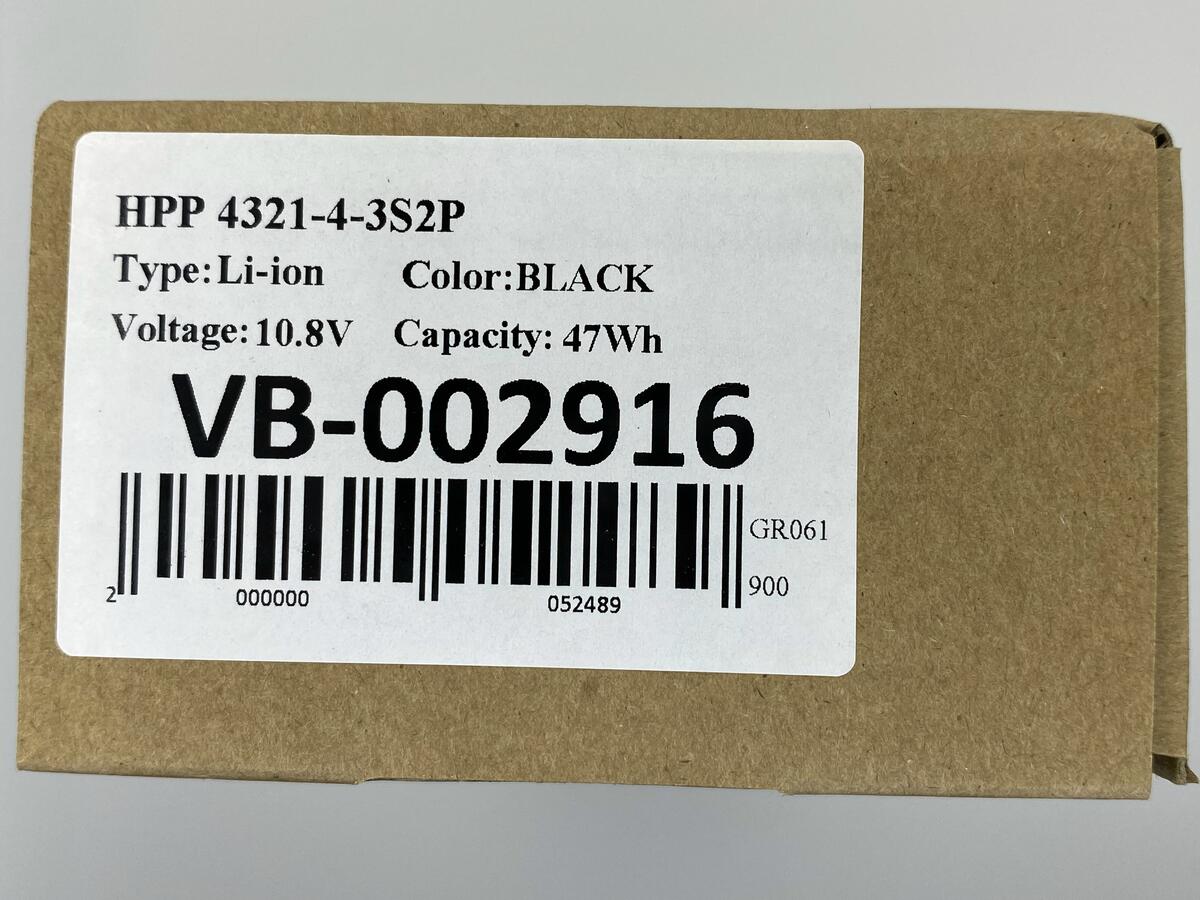 HPP 4321-4-3S2P
Type:Li-ion Color:BLACK
Voltage:10.8V Capacity: 47Wh
VB-002916
GR061
900
2 000000 052489